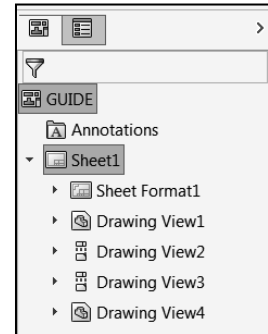 GUIDE
Annotations
Sheet1
Sheet Format1
Drawing View1
Drawing View2
Drawing View3
Drawing View4